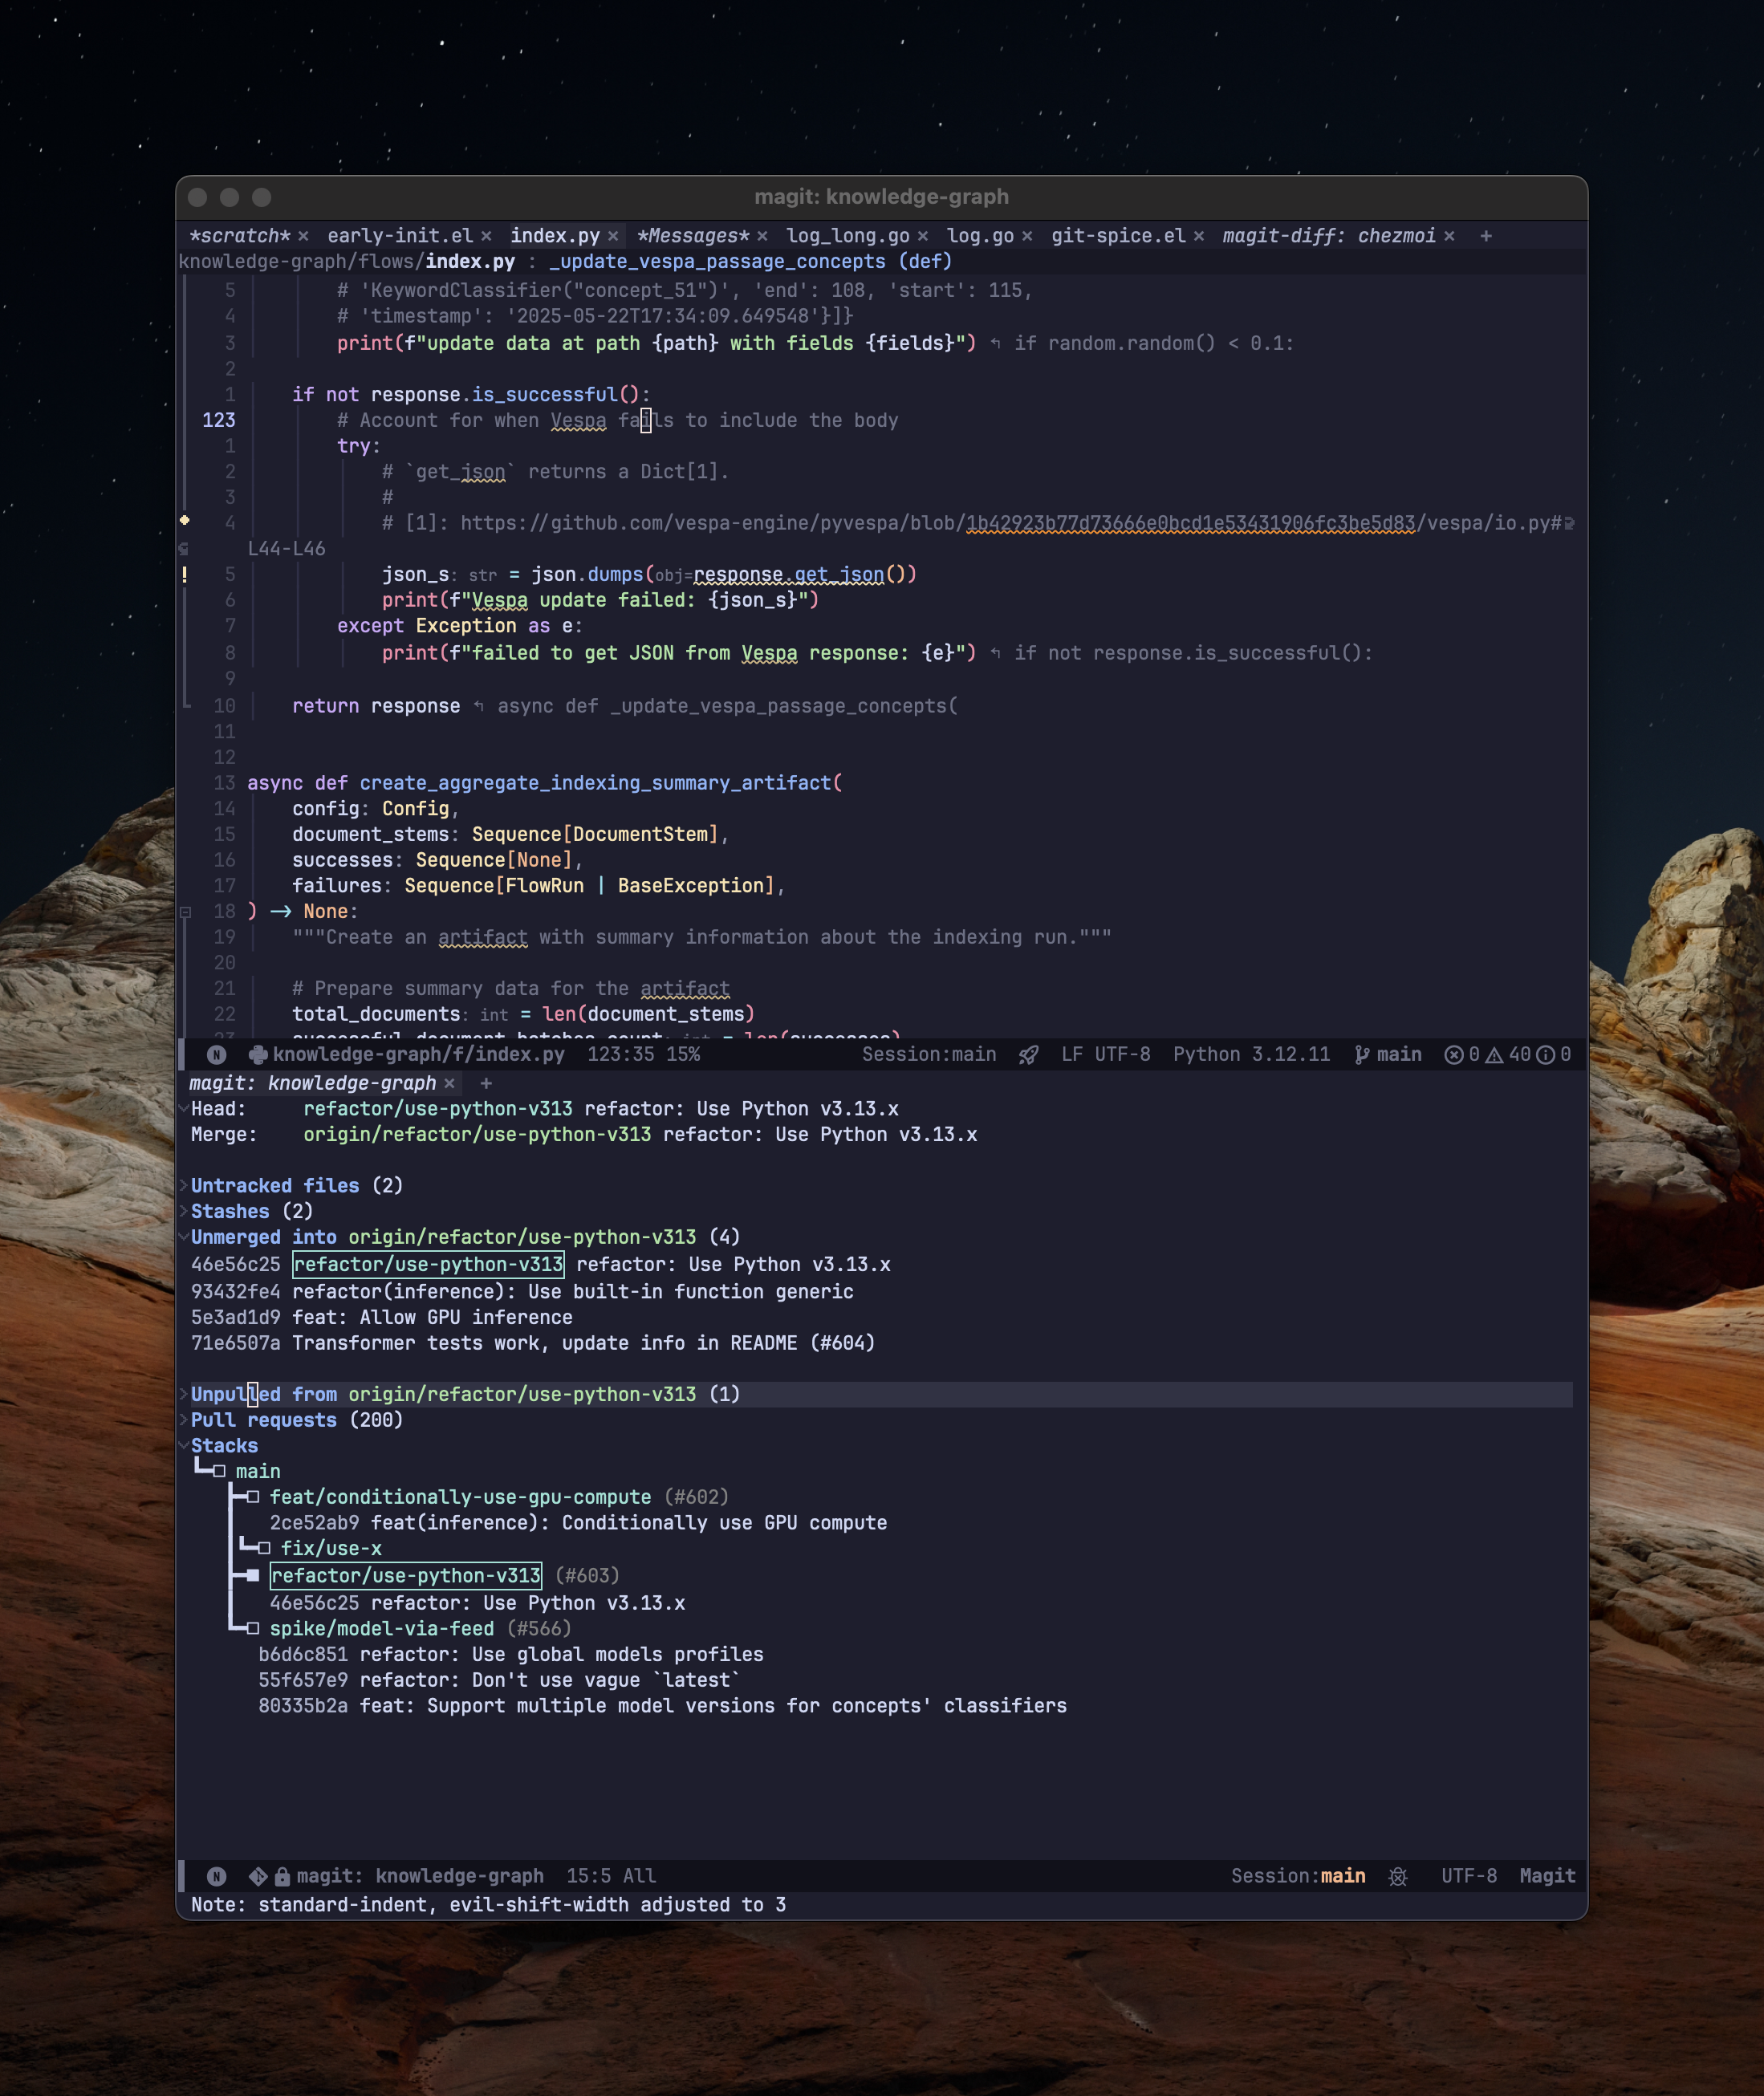 magit: knowledge-graph
*scratch* × early-init.el × index.py × *Messages* × log_long.go × log.go × git-spice.el × magit-diff: chezmoi × +
knowledge-graph/flows/index.py : _update_vespa_passage_concepts (def)
5 # 'KeywordClassifier("concept_51")', 'end': 108, 'start': 115,
4 # 'timestamp': '2025-05-22T17:34:09.649548'}]}
3 print(f"update data at path {path} with fields {fields}") ↰ if random.random() < 0.1:
2
1 if not response.is_successful():
123 # Account for when Vespa fails to include the body
1 try:
2 # `get_json` returns a Dict[1].
3 #
4 # [1]: https://github.com/vespa-engine/pyvespa/blob/1b42923b77d73666e0bcd1e53431906fc3be5d83/vespa/io.py#
L44-L46
! 5 json_s: str = json.dumps(obj=response.get_json())
6 print(f"Vespa update failed: {json_s}")
7 except Exception as e:
8 print(f"failed to get JSON from Vespa response: {e}") ↰ if not response.is_successful():
9
10 return response ↰ async def _update_vespa_passage_concepts(
11
12
13 async def create_aggregate_indexing_summary_artifact(
14 config: Config,
15 document_stems: Sequence[DocumentStem],
16 successes: Sequence[None],
17 failures: Sequence[FlowRun | BaseException],
18 ) -> None:
19 """Create an artifact with summary information about the indexing run."""
20
21 # Prepare summary data for the artifact
22 total_documents: int = len(document_stems)
23 successful_document_batches_count: int = len(successes)
N knowledge-graph/f/index.py 123:35 15% Session:main LF UTF-8 Python 3.12.11 main 0 40 0
magit: knowledge-graph × +
Head: refactor/use-python-v313 refactor: Use Python v3.13.x
Merge: origin/refactor/use-python-v313 refactor: Use Python v3.13.x
Untracked files (2)
Stashes (2)
Unmerged into origin/refactor/use-python-v313 (4)
46e56c25 refactor/use-python-v313 refactor: Use Python v3.13.x
93432fe4 refactor(inference): Use built-in function generic
5e3ad1d9 feat: Allow GPU inference
71e6507a Transformer tests work, update info in README (#604)
Unpulled from origin/refactor/use-python-v313 (1)
Pull requests (200)
Stacks
main
feat/conditionally-use-gpu-compute (#602)
2ce52ab9 feat(inference): Conditionally use GPU compute
fix/use-x
refactor/use-python-v313 (#603)
46e56c25 refactor: Use Python v3.13.x
spike/model-via-feed (#566)
b6d6c851 refactor: Use global models profiles
55f657e9 refactor: Don't use vague `latest`
80335b2a feat: Support multiple model versions for concepts' classifiers
N magit: knowledge-graph 15:5 All Session:main UTF-8 Magit
Note: standard-indent, evil-shift-width adjusted to 3